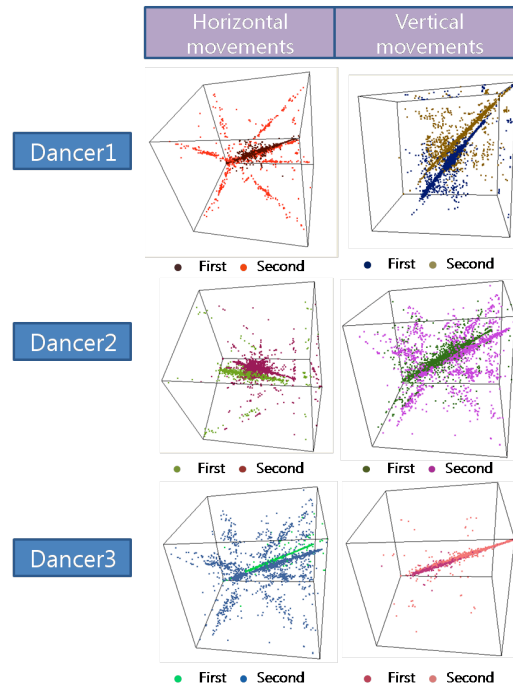 Horizontal
movements
Vertical
movements
Dancer1
First Second
First Second
Dancer2
First Second
First Second
Dancer3
First Second
First Second